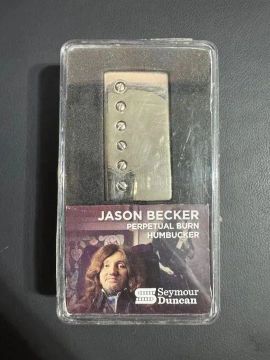 JASON BECKER
PERPETUAL BURN
HUMBUCKER
Seymour
Duncan